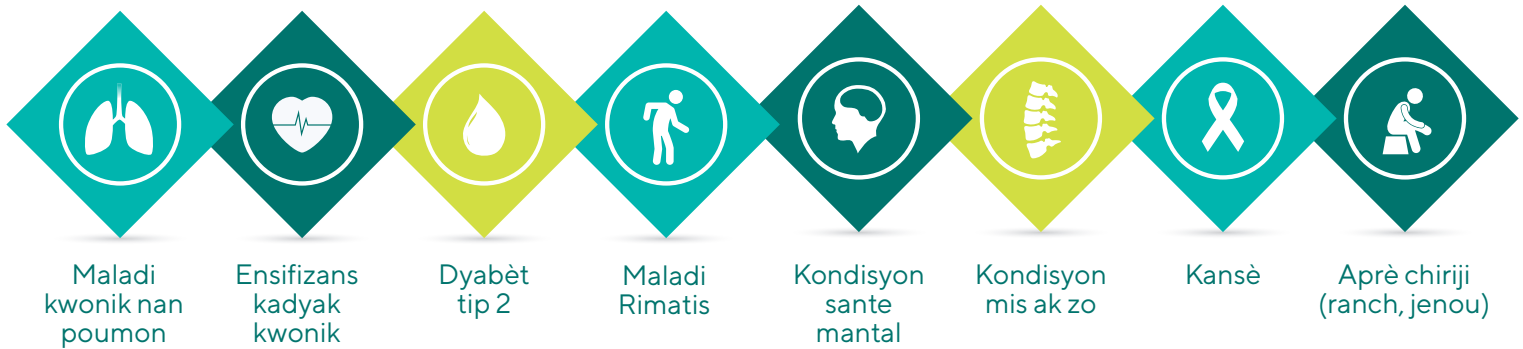 Maladi
kwonik nan
poumon
Ensifizans
kadyak
kwonik
Dyabèt
tip 2
Maladi
Rimatis
Kondisyon
sante
mantal
Kondisyon
mis ak zo
Kansè
Aprè chiriji
(ranch, jenou)